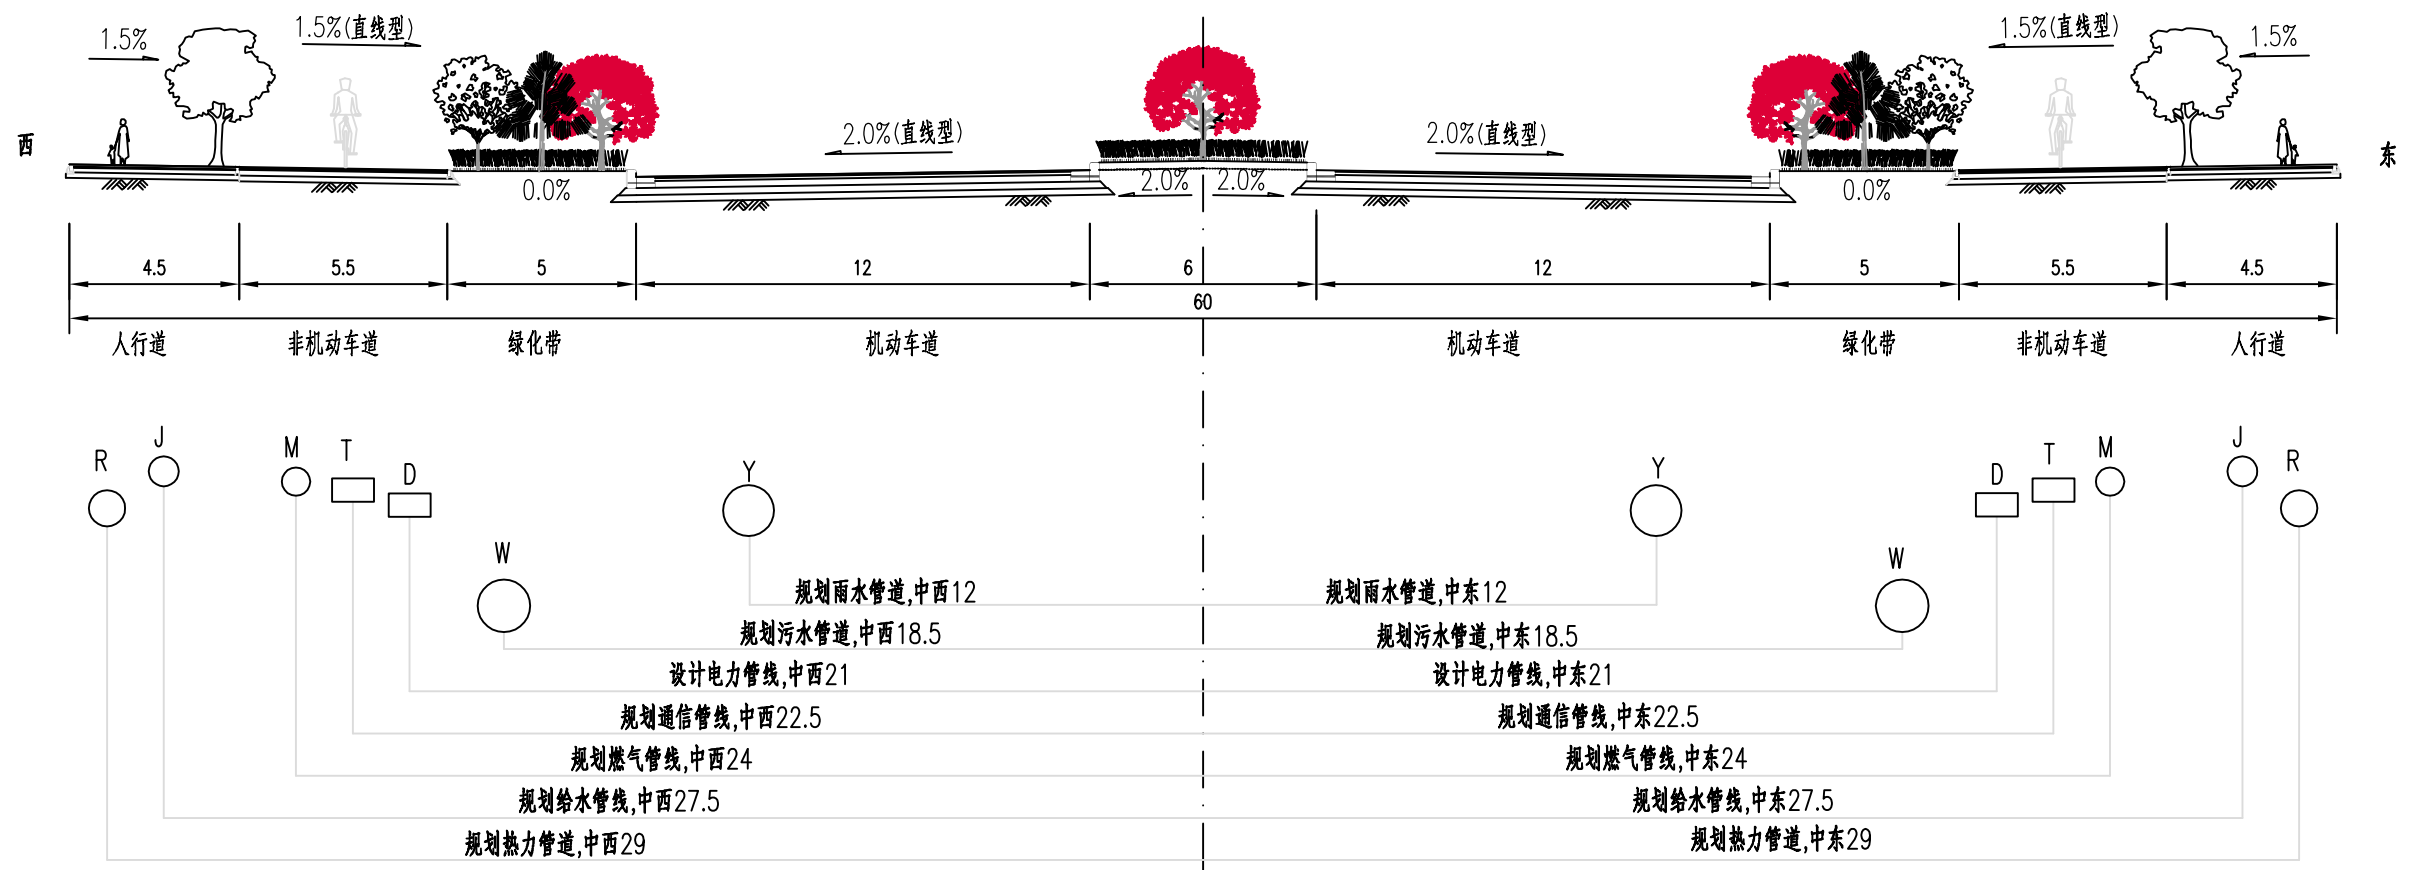 1.5%
1.5%(直线型)
1.5%(直线型)
1.5%
西
2.0%(直线型)
2.0%(直线型)
东
0.0%
2.0%
2.0%
0.0%
4.5
5.5
5
12
6
12
5
5.5
4.5
60
人行道
非机动车道
绿化带
机动车道
机动车道
绿化带
非机动车道
人行道
R
J
M
T
D
Y
Y
D
T
M
J
R
W
W
规划雨水管道,中西12
规划雨水管道,中东12
规划污水管道,中西18.5
规划污水管道,中东18.5
设计电力管线,中西21
设计电力管线,中东21
规划通信管线,中西22.5
规划通信管线,中东22.5
规划燃气管线,中西24
规划燃气管线,中东24
规划给水管线,中西27.5
规划给水管线,中东27.5
规划热力管道,中西29
规划热力管道,中东29